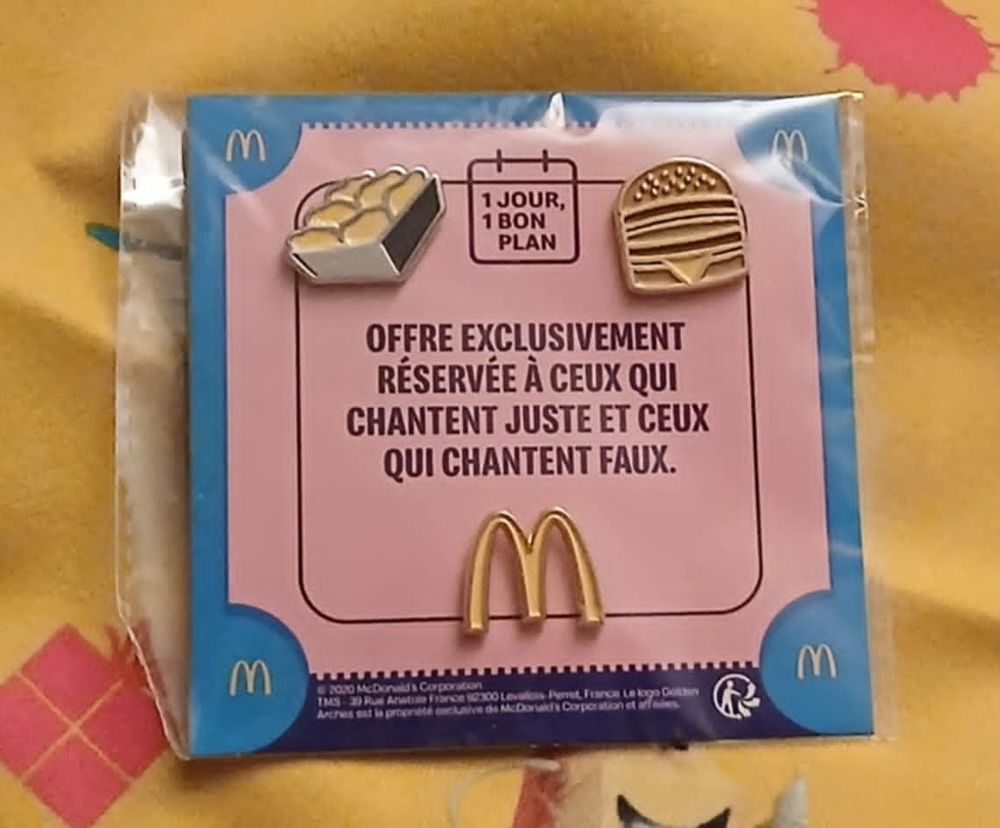 1 JOUR,
1 BON
PLAN
OFFRE EXCLUSIVEMENT
RÉSERVÉE À CEUX QUI
CHANTENT JUSTE ET CEUX
QUI CHANTENT FAUX.
© 2020 McDonald's Corporation
TMS - 39 Rue Anatole France 92300 Levallois-Perret, France. Le logo Golden
Arches est la propriété exclusive de McDonald's Corporation et affiliées.